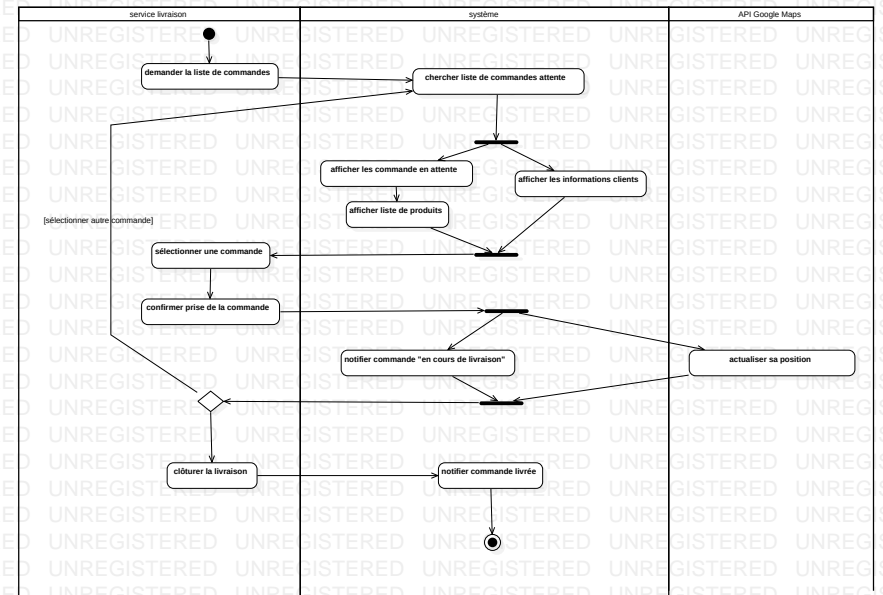 service livraison
système
API Google Maps
demander la liste de commandes
chercher liste de commandes attente
afficher les commande en attente
afficher les informations clients
afficher liste de produits
[sélectionner autre commande]
sélectionner une commande
confirmer prise de la commande
notifier commande "en cours de livraison"
actualiser sa position
clôturer la livraison
notifier commande livrée
UNREGISTERED